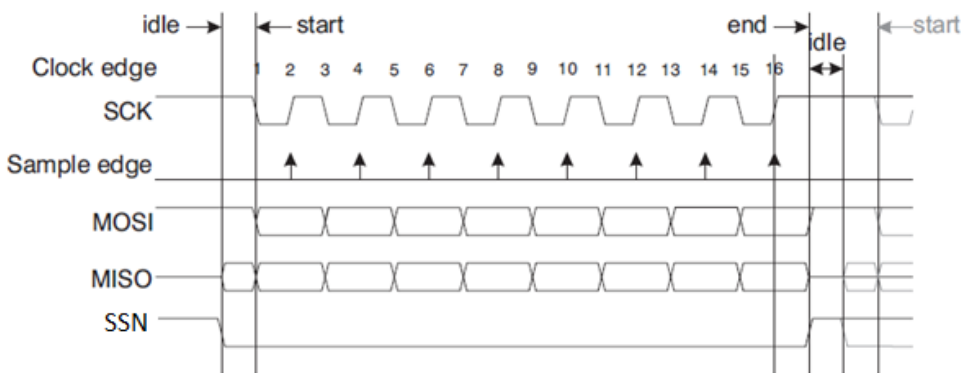 idle start end start
idle
Clock edge 1 2 3 4 5 6 7 8 9 10 11 12 13 14 15 16
SCK
Sample edge
MOSI
MISO
SSN